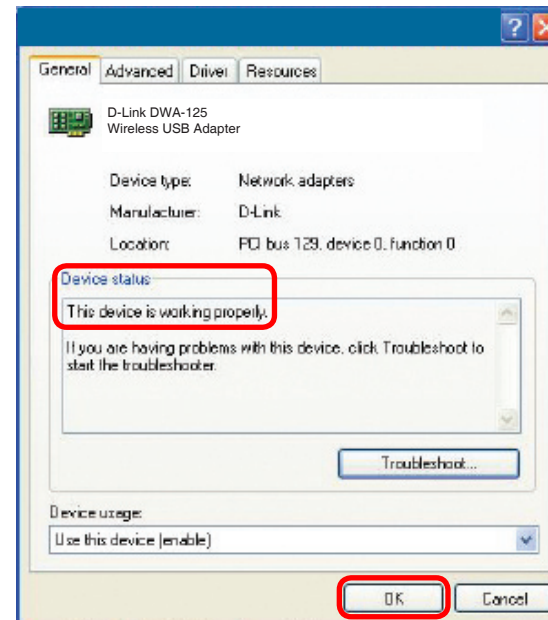 ?
General Advanced Driver Resources
D-Link DWA-125
Wireless USB Adapter
Device type: Network adapters
Manufacturer: D-Link
Location: PCI bus 129, device 0, function 0
Device status
This device is working properly.
If you are having problems with this device, click Troubleshoot to
start the troubleshooter.
Troubleshoot...
Device usage:
Use this device (enable)
OK Cancel